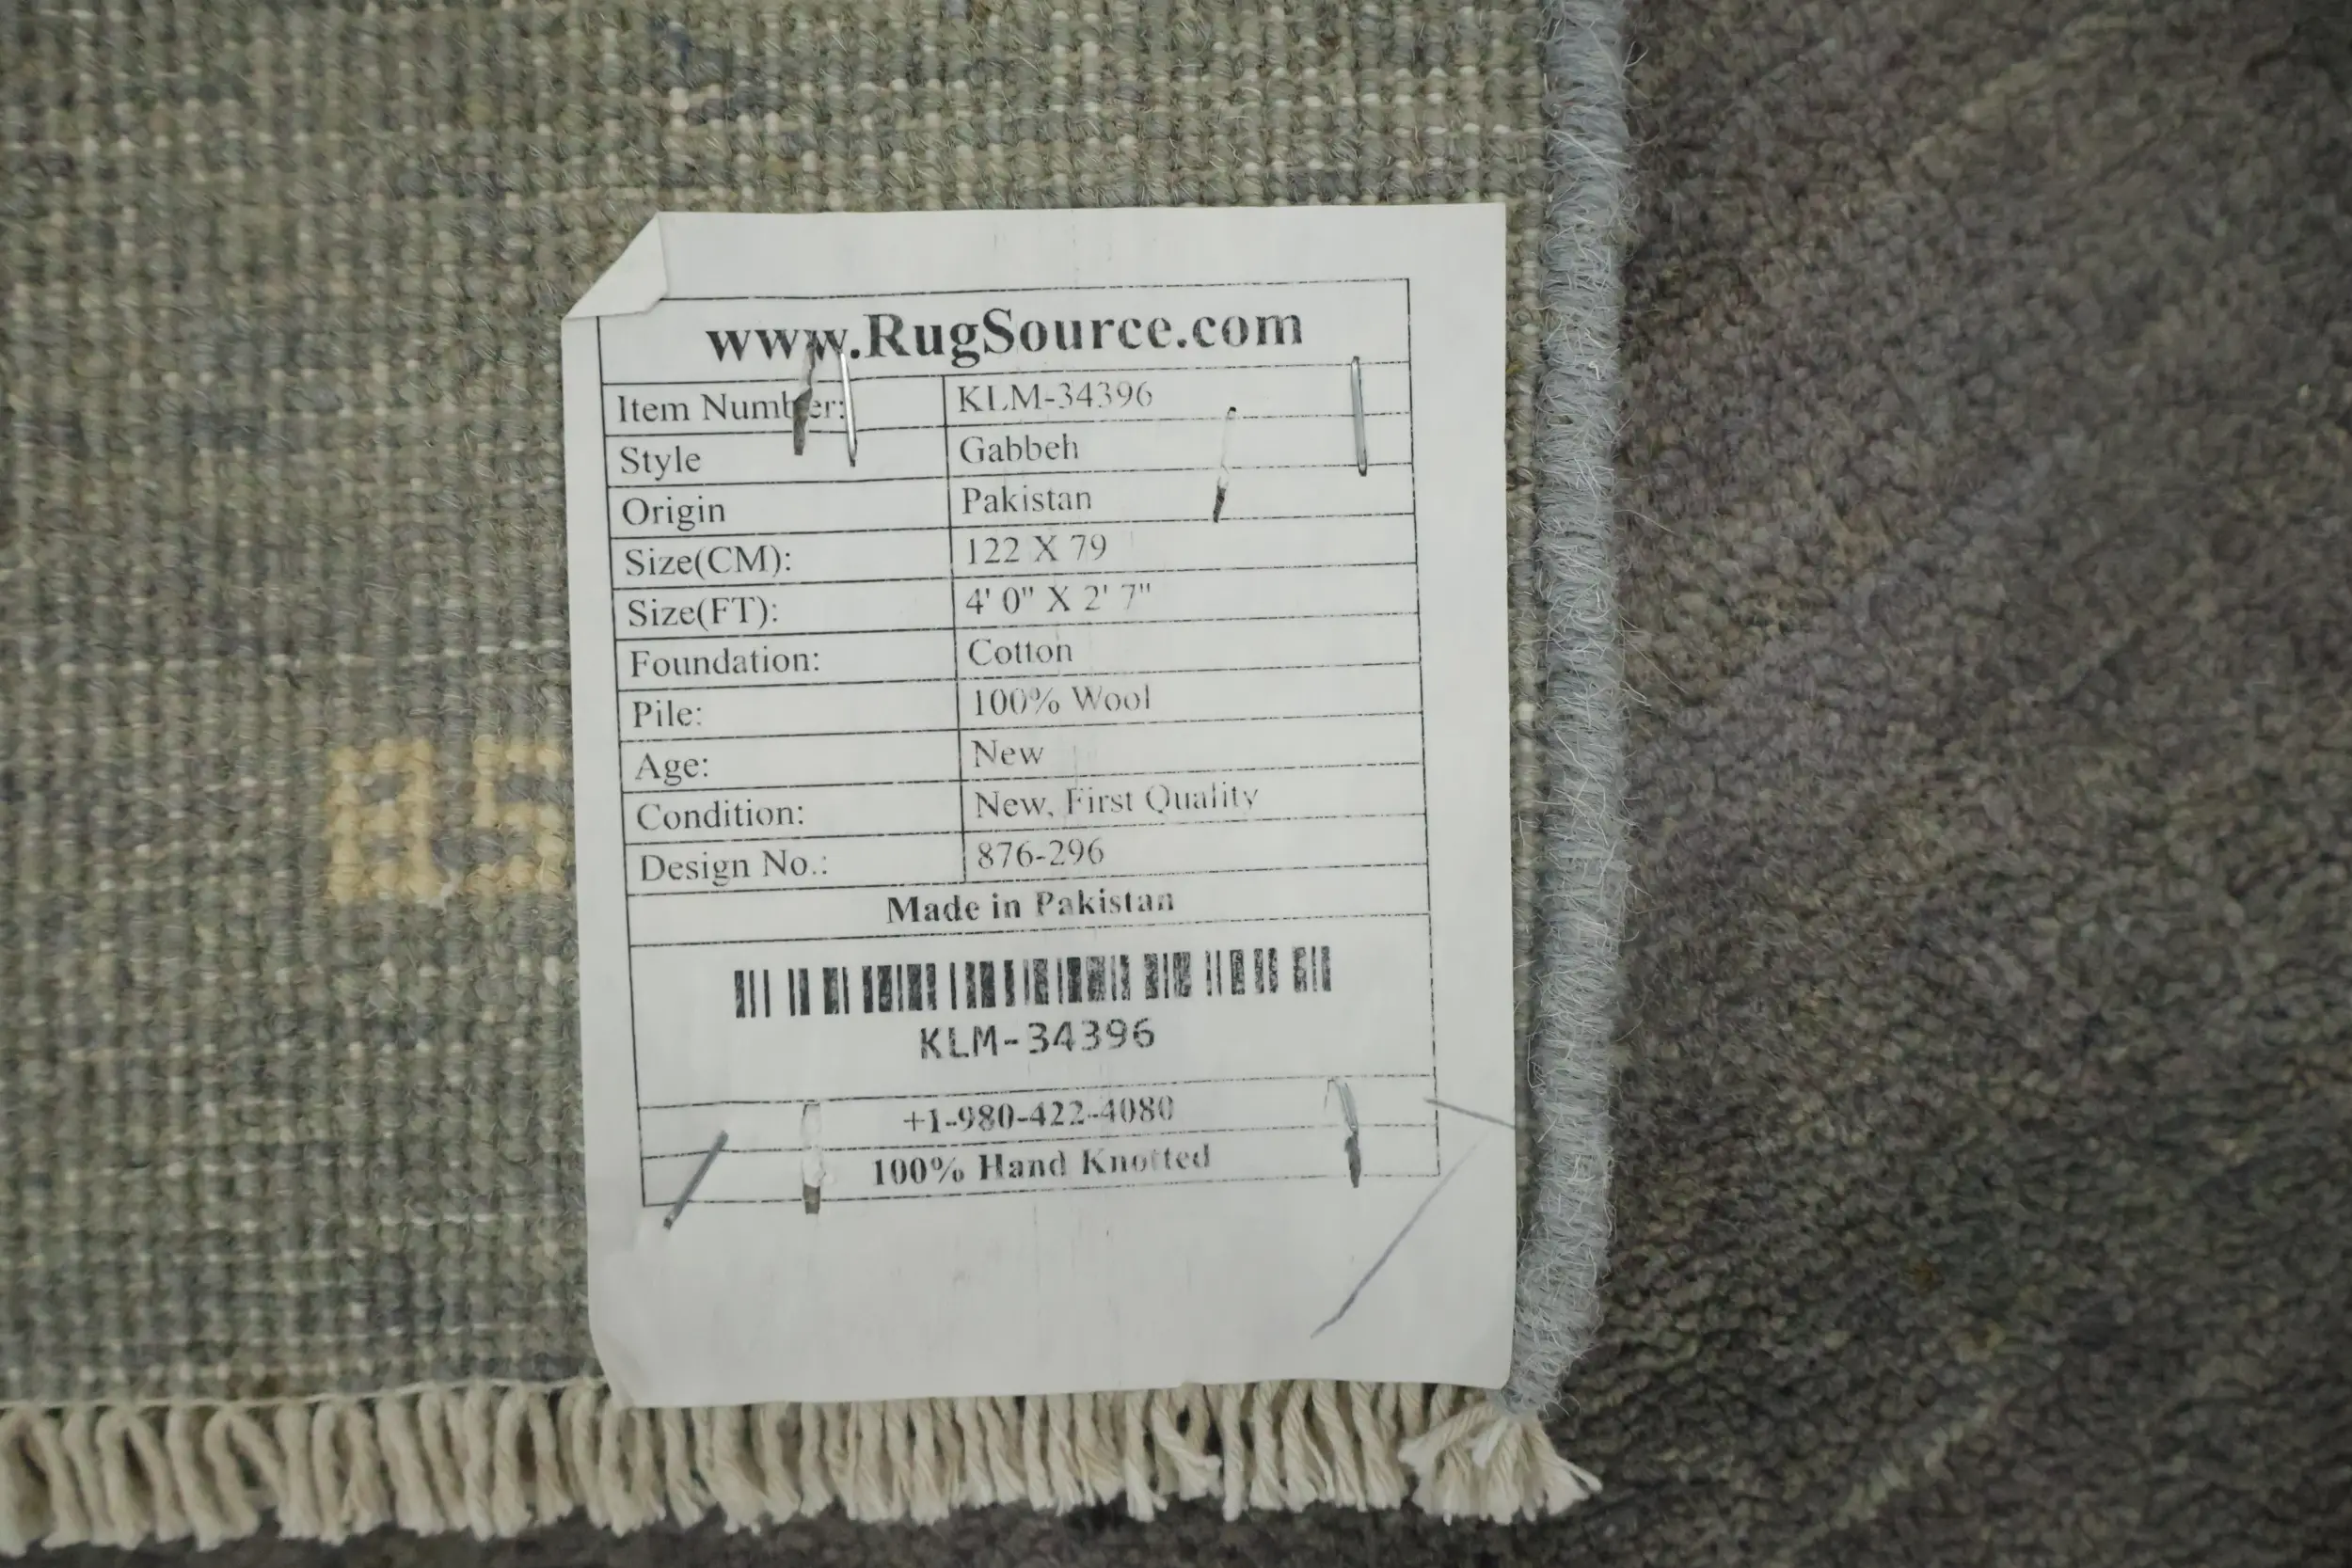 www.RugSource.com
Item Number: KLM-34396
Style Gabbeh
Origin Pakistan
Size(CM): 122 X 79
Size(FT): 4' 0" X 2' 7"
Foundation: Cotton
Pile: 100% Wool
Age: New
Condition: New, First Quality
Design No.: 876-296
Made in Pakistan
KLM-34396
+1-980-422-4080
100% Hand Knotted